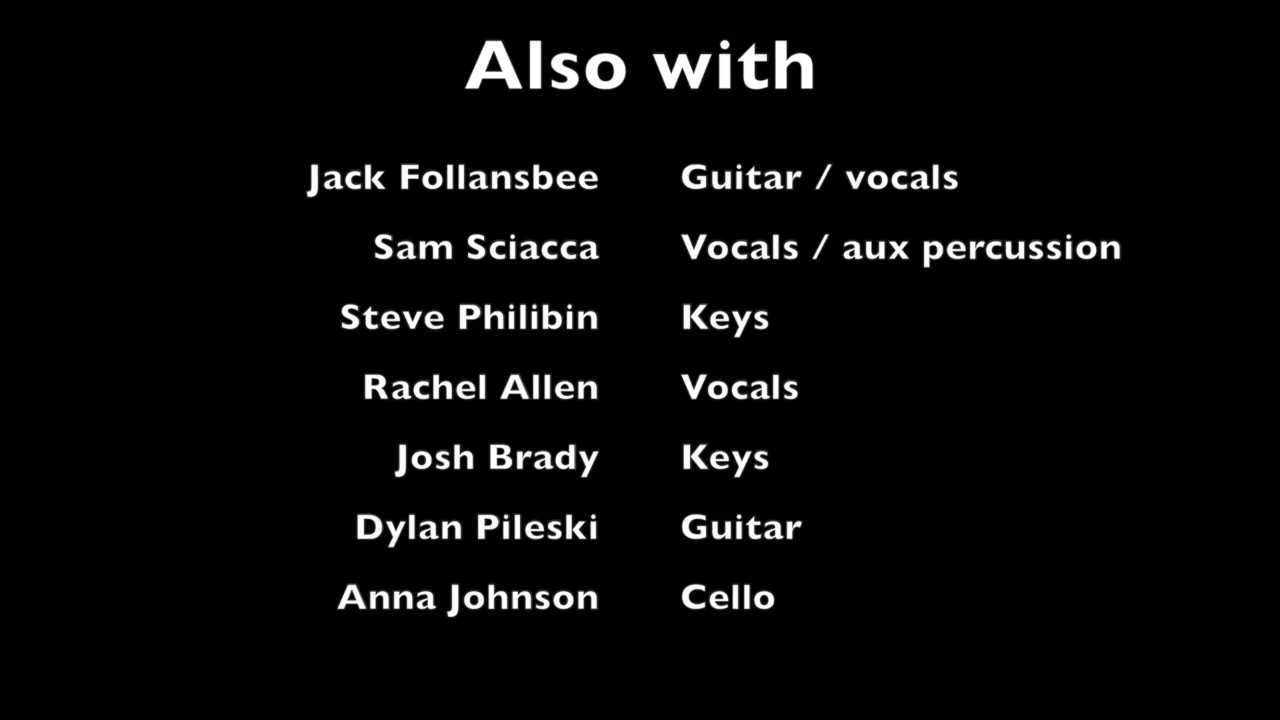 Also with
Jack Follansbee Guitar / vocals
Sam Sciacca Vocals / aux percussion
Steve Philibin Keys
Rachel Allen Vocals
Josh Brady Keys
Dylan Pileski Guitar
Anna Johnson Cello